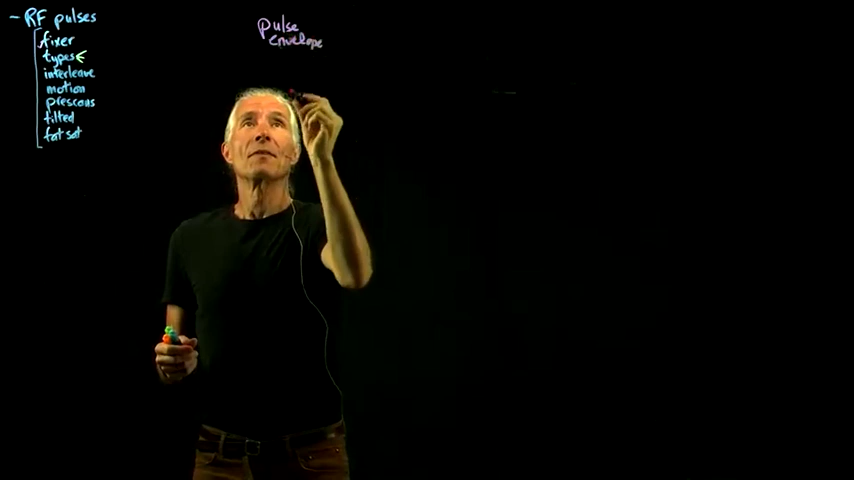 - RF pulses
fixer
types
interleave
motion
prescans
tilted
fat sat
pulse
envelope